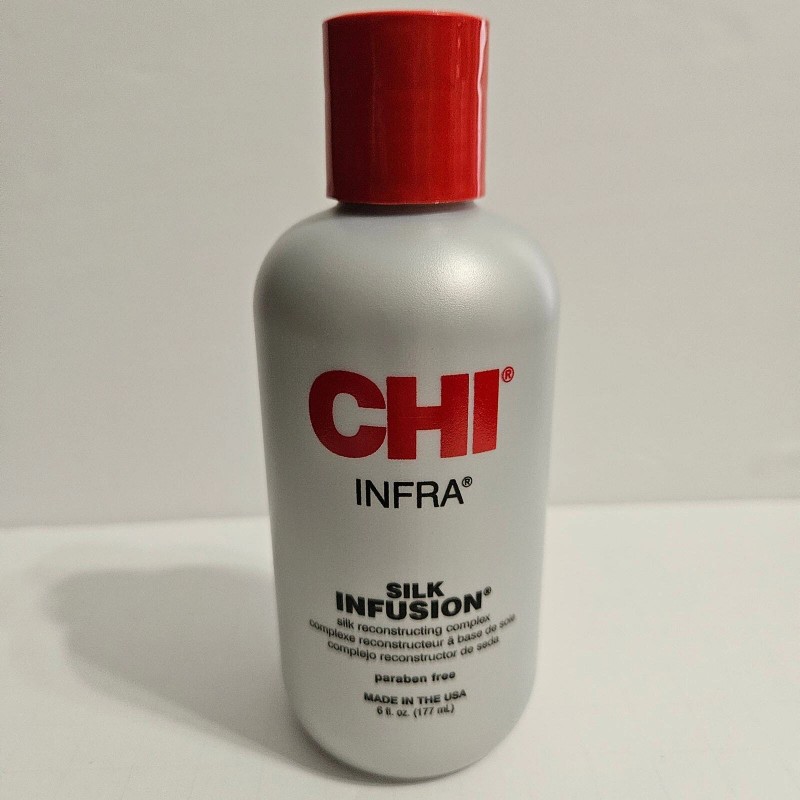 CHI®
INFRA®
SILK
INFUSION®
silk reconstructing complex
complexe reconstructeur à base de soie
complejo reconstructor de seda
paraben free
MADE IN THE USA
6 fl. oz. (177 mL)